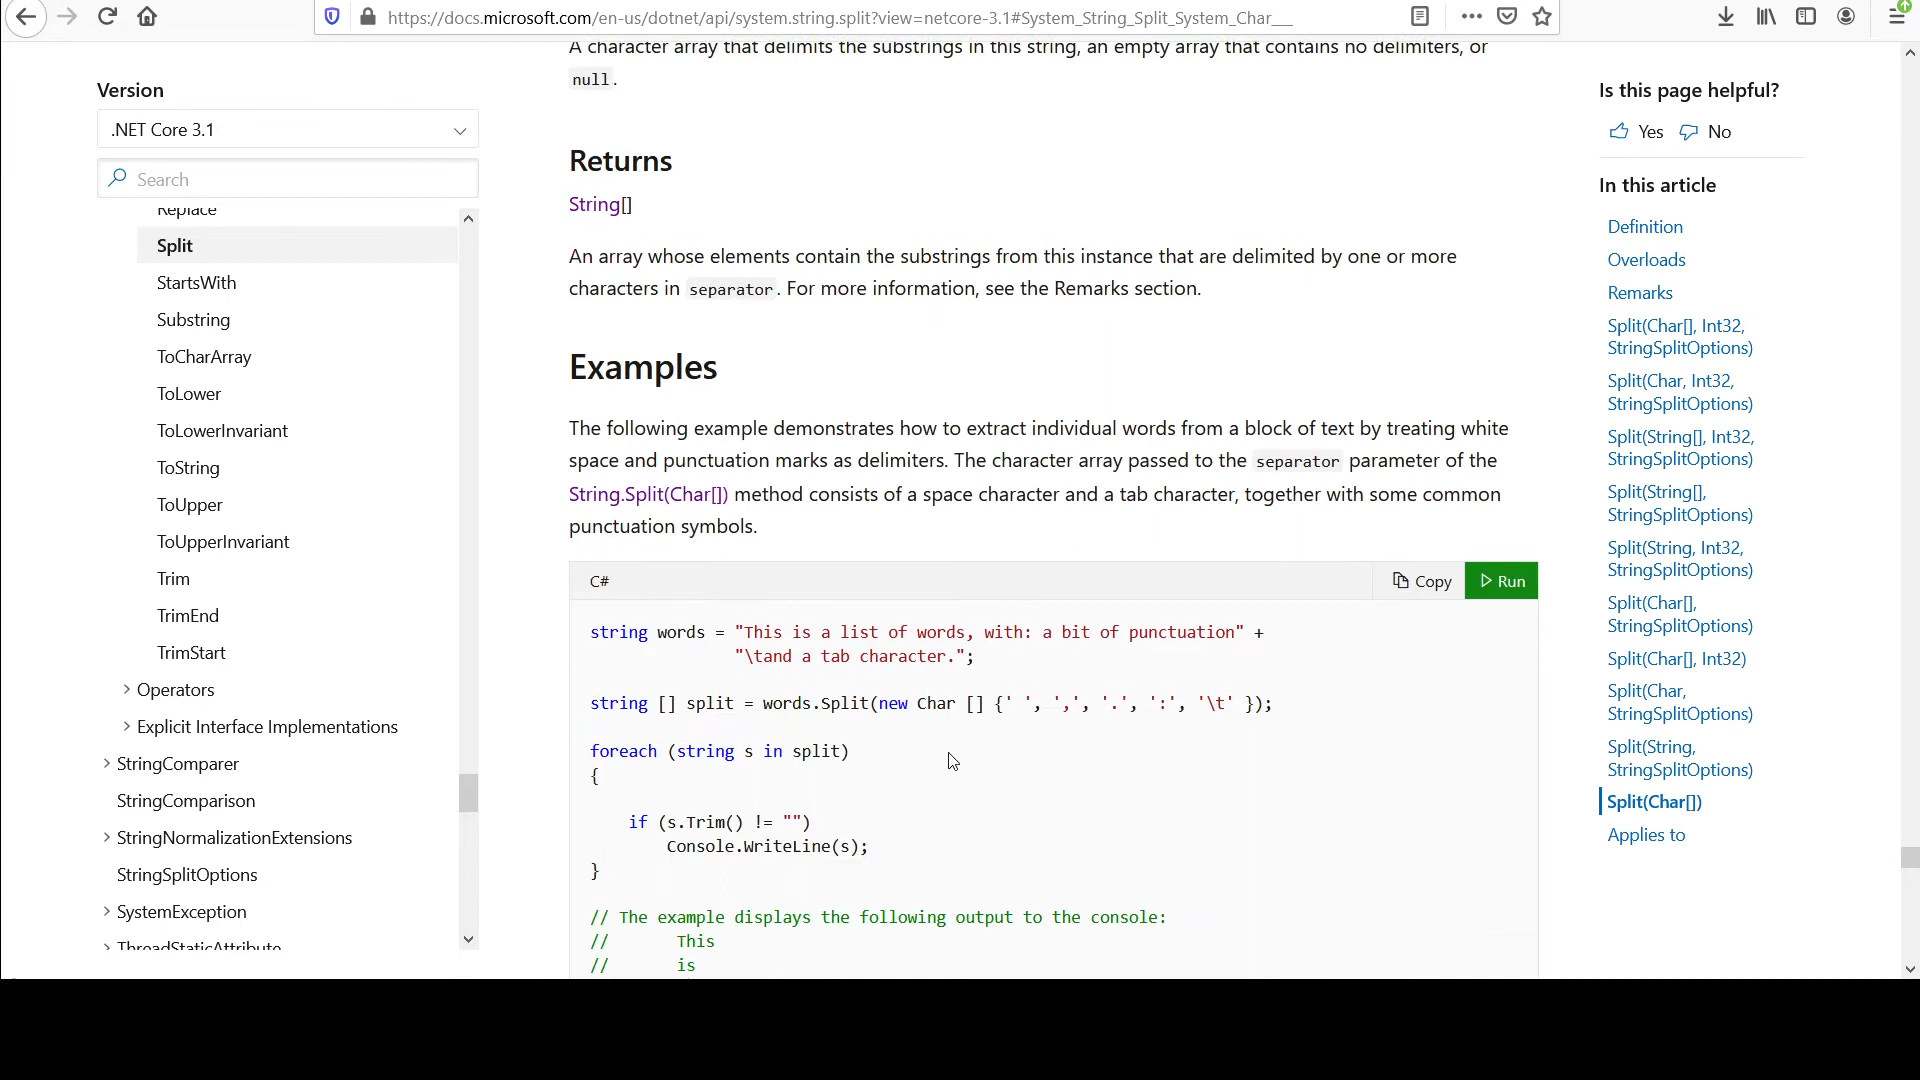 https://docs.microsoft.com/en-us/dotnet/api/system.string.split?view=netcore-3.1#System_String_Split_System_Char___
Version
.NET Core 3.1
Search
Replace
Split
StartsWith
Substring
ToCharArray
ToLower
ToLowerInvariant
ToString
ToUpper
ToUpperInvariant
Trim
TrimEnd
TrimStart
Operators
Explicit Interface Implementations
StringComparer
StringComparison
StringNormalizationExtensions
StringSplitOptions
SystemException
ThreadStaticAttribute
A character array that delimits the substrings in this string, an empty array that contains no delimiters, or
null.
Returns
String[]
An array whose elements contain the substrings from this instance that are delimited by one or more
characters in separator. For more information, see the Remarks section.
Examples
The following example demonstrates how to extract individual words from a block of text by treating white
space and punctuation marks as delimiters. The character array passed to the separator parameter of the
String.Split(Char[]) method consists of a space character and a tab character, together with some common
punctuation symbols.
C#
Copy
Run
string words = "This is a list of words, with: a bit of punctuation" +
"\tand a tab character.";
string [] split = words.Split(new Char [] {' ', ',', '.', ':', '\t' });
foreach (string s in split)
{
if (s.Trim() != "")
Console.WriteLine(s);
}
// The example displays the following output to the console:
// This
// is
Is this page helpful?
Yes
No
In this article
Definition
Overloads
Remarks
Split(Char[], Int32,
StringSplitOptions)
Split(Char, Int32,
StringSplitOptions)
Split(String[], Int32,
StringSplitOptions)
Split(String[],
StringSplitOptions)
Split(String, Int32,
StringSplitOptions)
Split(Char[],
StringSplitOptions)
Split(Char[], Int32)
Split(Char,
StringSplitOptions)
Split(String,
StringSplitOptions)
Split(Char[])
Applies to